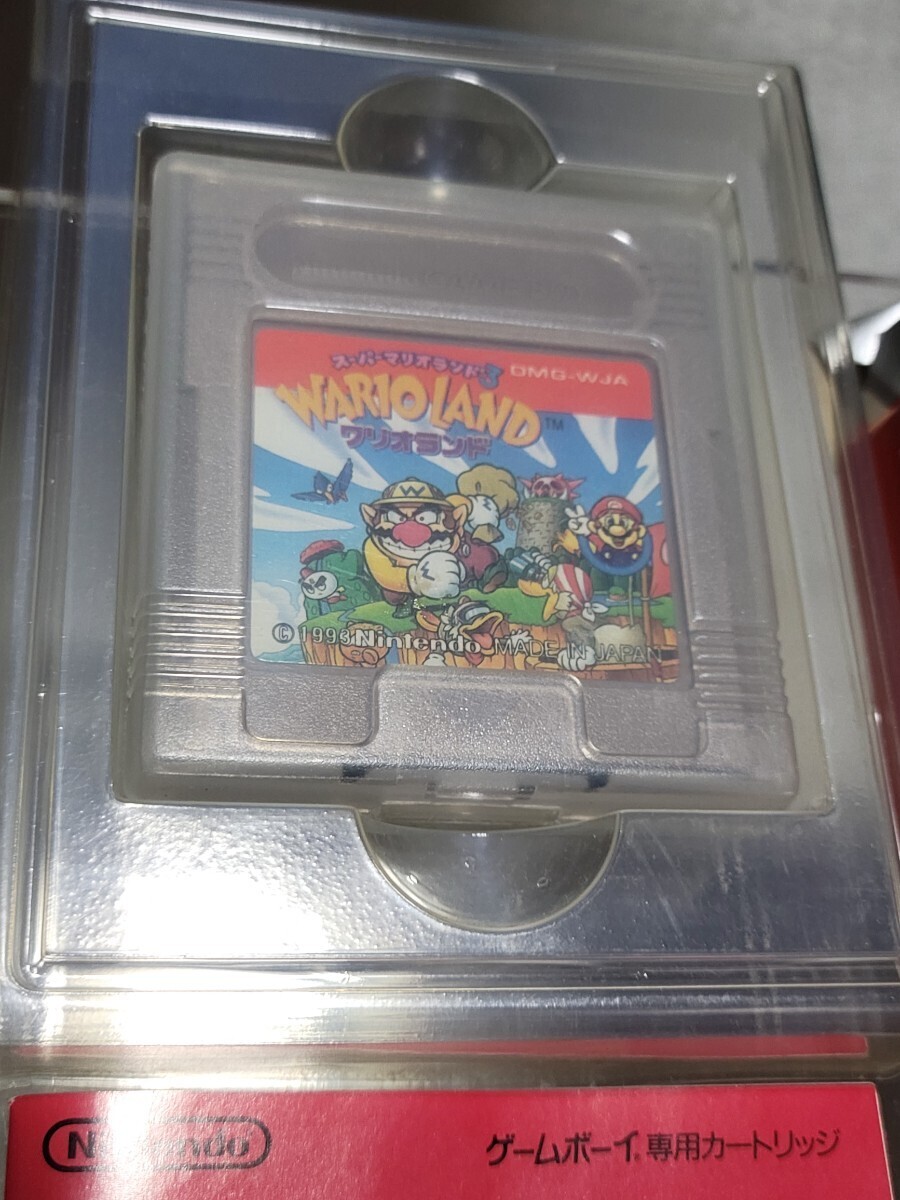 スーパーマリオランド3
DMG-WJA
WARIO LAND™
ワリオランド
W
© 1993 Nintendo MADE IN JAPAN
Nintendo
ゲームボーイ専用カートリッジ